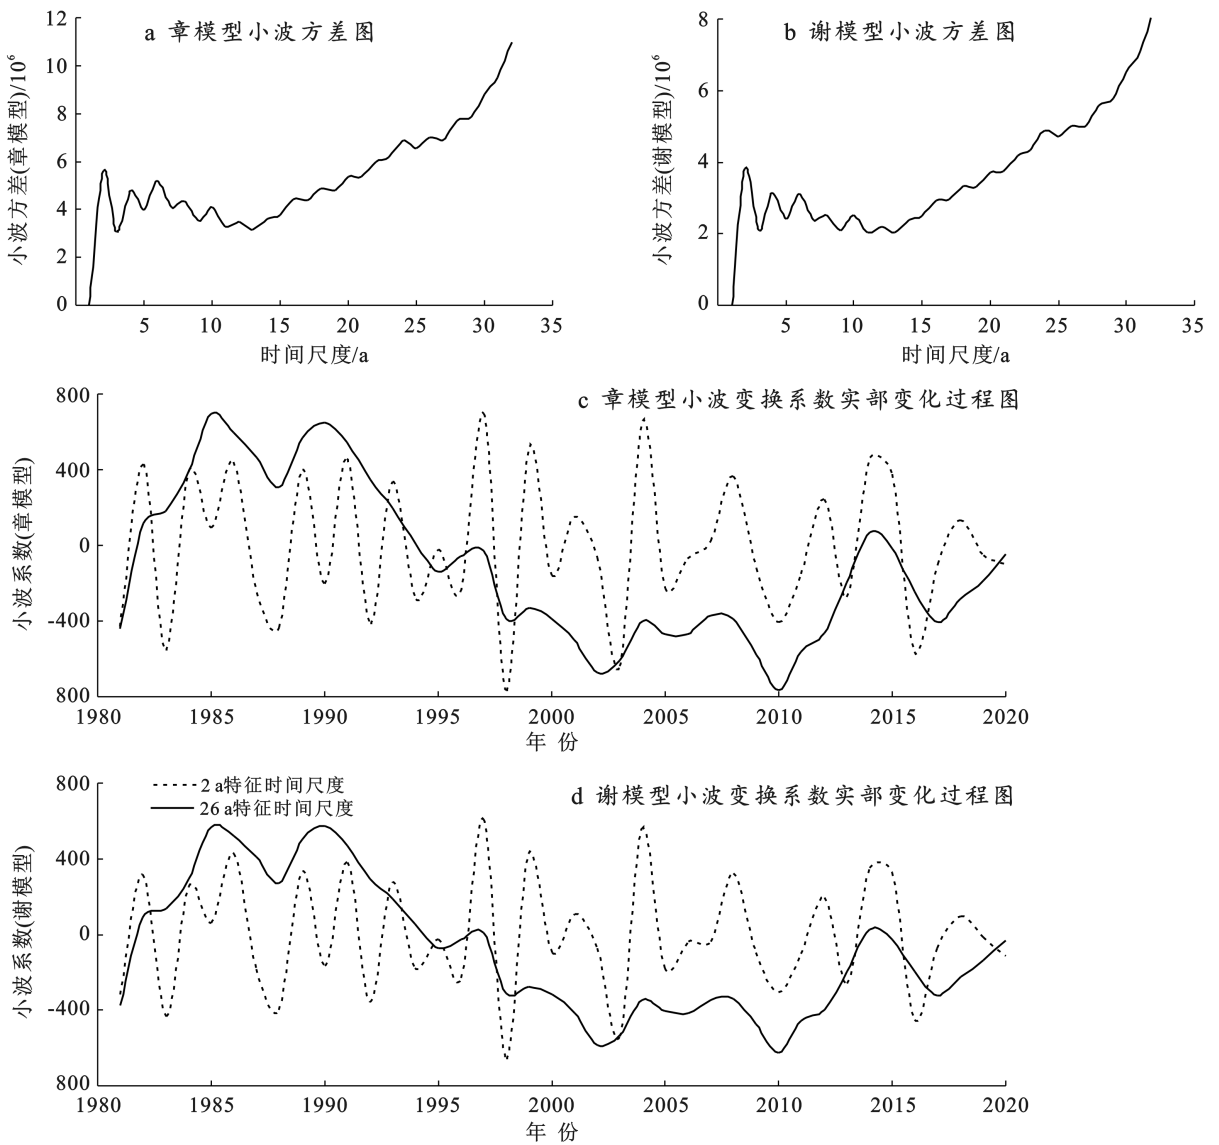 a 章模型小波方差图
小波方差(章模型)/10⁶
12
10
8
6
4
2
0
5 10 15 20 25 30 35
时间尺度/a
b 谢模型小波方差图
小波方差(谢模型)/10⁶
8
6
4
2
0
5 10 15 20 25 30 35
时间尺度/a
c 章模型小波变换系数实部变化过程图
小波系数(章模型)
800
400
0
-400
800
1980 1985 1990 1995 2000 2005 2010 2015 2020
年 份
2 a特征时间尺度
26 a特征时间尺度
d 谢模型小波变换系数实部变化过程图
小波系数(谢模型)
800
400
0
-400
800
1980 1985 1990 1995 2000 2005 2010 2015 2020
年 份